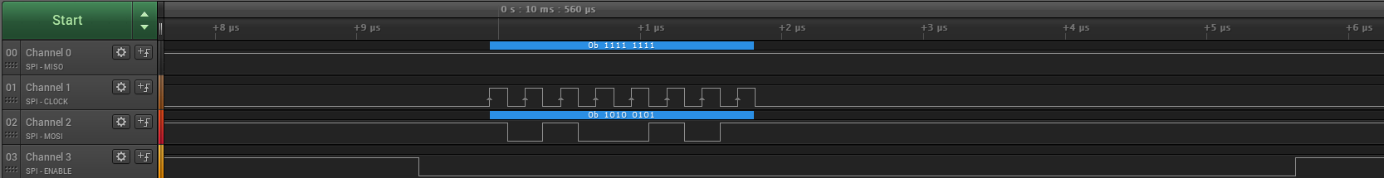 Start
0 s : 10 ms : 560 µs
+8 µs +9 µs +1 µs +2 µs +3 µs +4 µs +5 µs +6 µs
00 Channel 0
SPI - MISO
0b 1111 1111
01 Channel 1
SPI - CLOCK
02 Channel 2
SPI - MOSI
0b 1010 0101
03 Channel 3
SPI - ENABLE